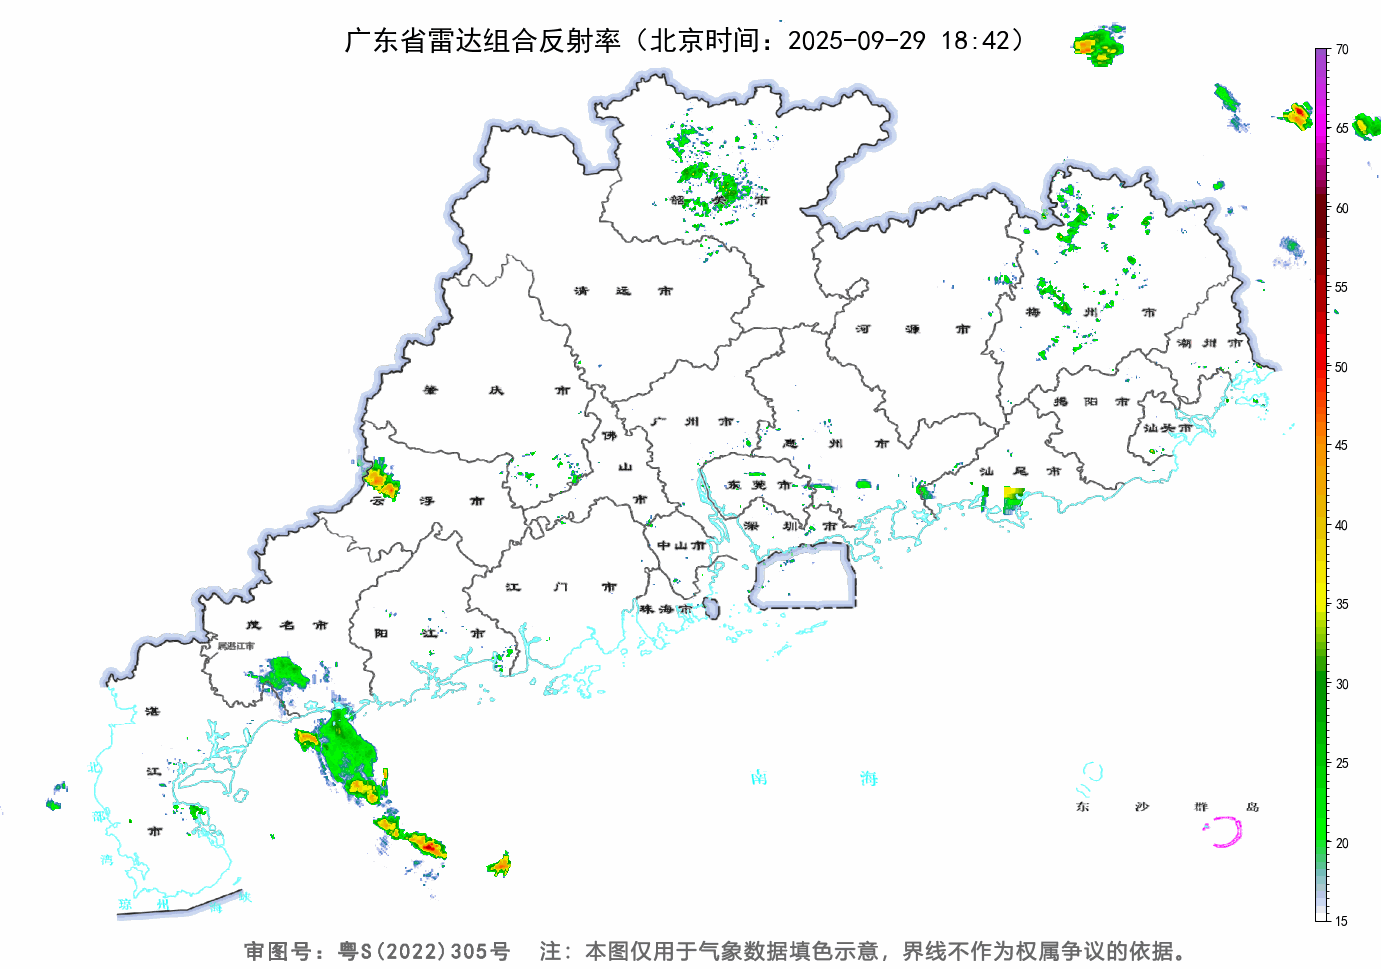 广东省雷达组合反射率（北京时间：2025-09-29 18:42）
70
65
60
55
50
45
40
35
30
25
20
15
韶 关 市
清 远 市
河 源 市
梅 州 市
潮 州 市
肇 庆 市
揭 阳 市
广 州 市
佛 山 市
惠 州 市
汕头市
汕 尾 市
东 莞 市
云 浮 市
深 圳 市
中山市
江 门 市
珠海市
茂 名 市
阳 江 市
属湛江市
湛 江 市
北 部 湾
南 海
东 沙 群 岛
琼 州 海 峡
审图号：粤S(2022)305号 注：本图仅用于气象数据填色示意，界线不作为权属争议的依据。